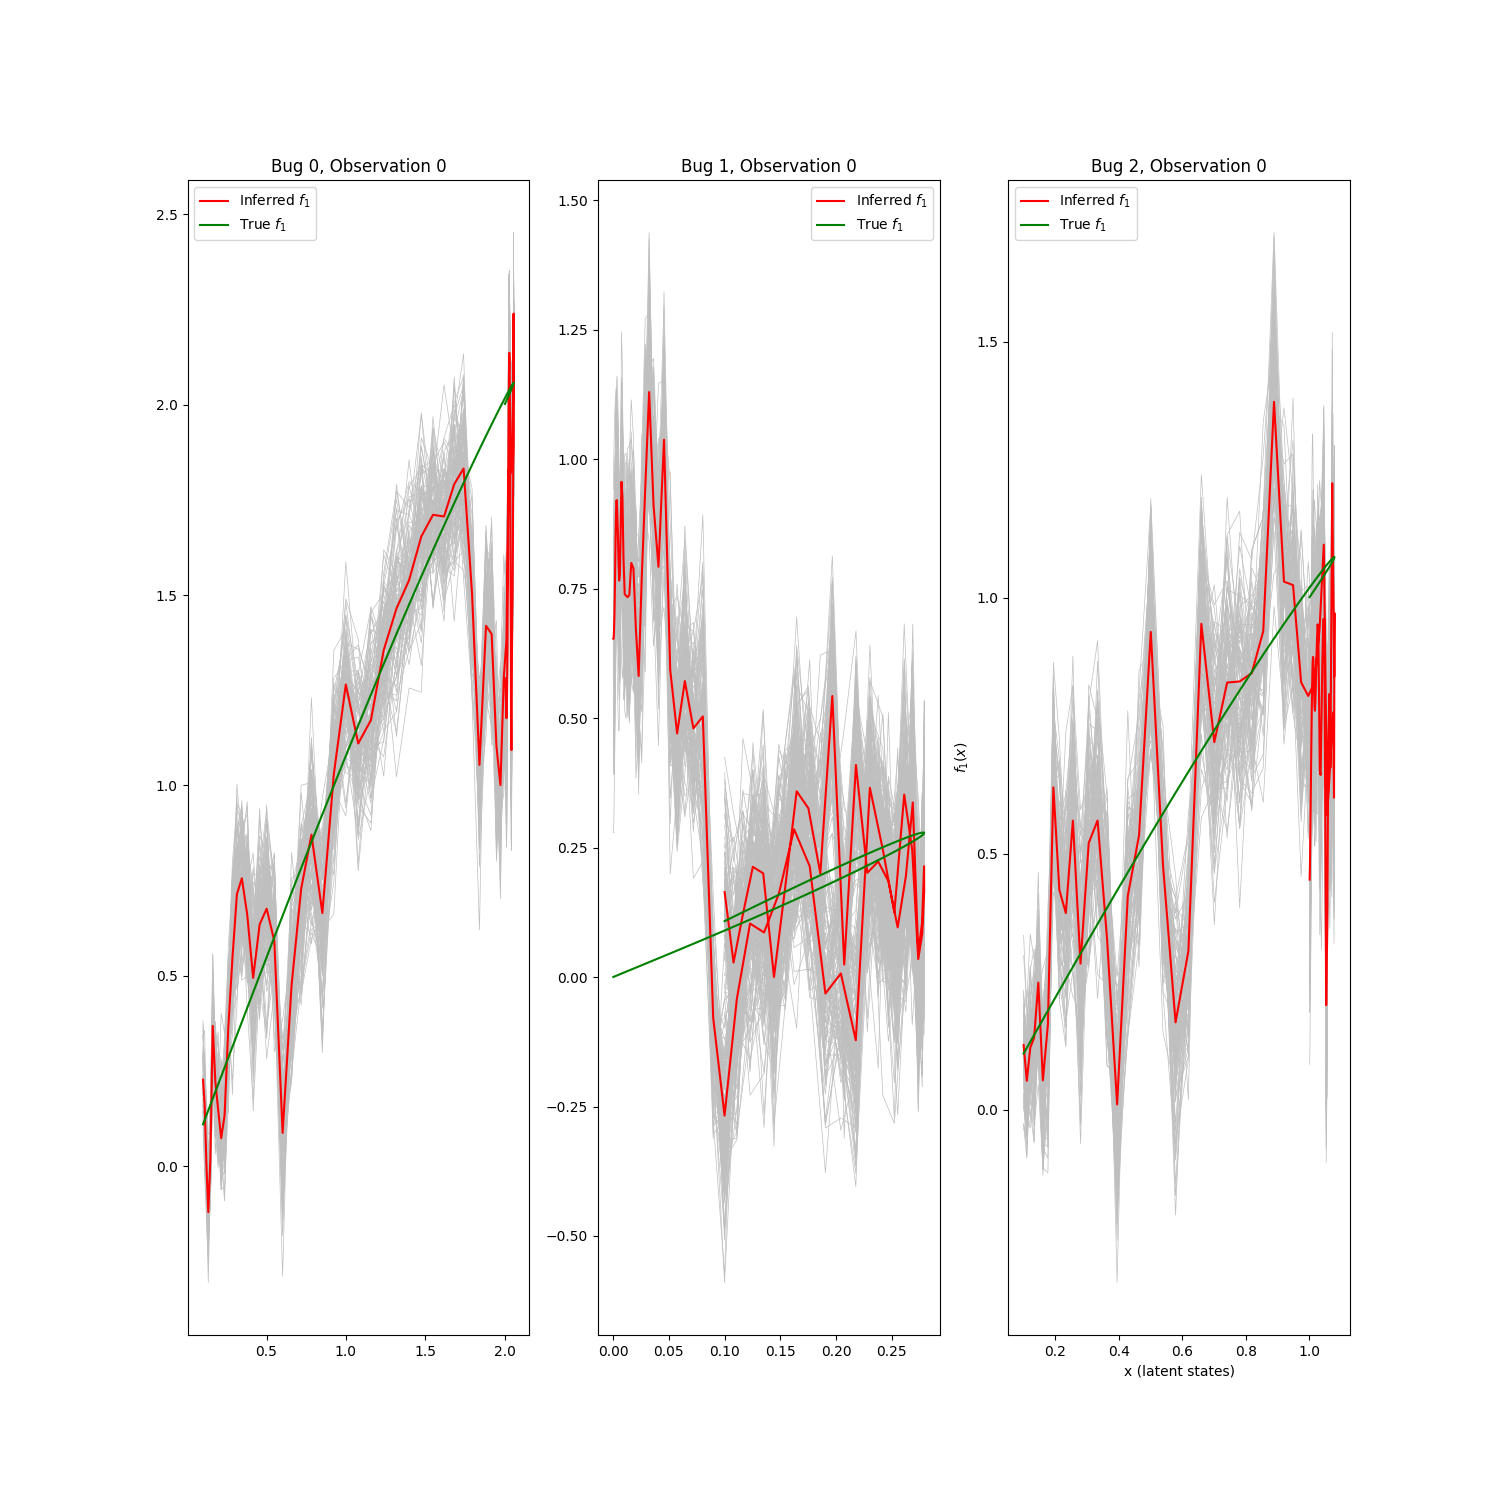 Bug 0, Observation 0
Inferred f₁
True f₁
2.5
2.0
1.5
1.0
0.5
0.0
0.5 1.0 1.5 2.0
Bug 1, Observation 0
Inferred f₁
True f₁
1.50
1.25
1.00
0.75
0.50
0.25
0.00
−0.25
−0.50
0.00 0.05 0.10 0.15 0.20 0.25
Bug 2, Observation 0
Inferred f₁
True f₁
f₁(x)
1.5
1.0
0.5
0.0
0.2 0.4 0.6 0.8 1.0
x (latent states)